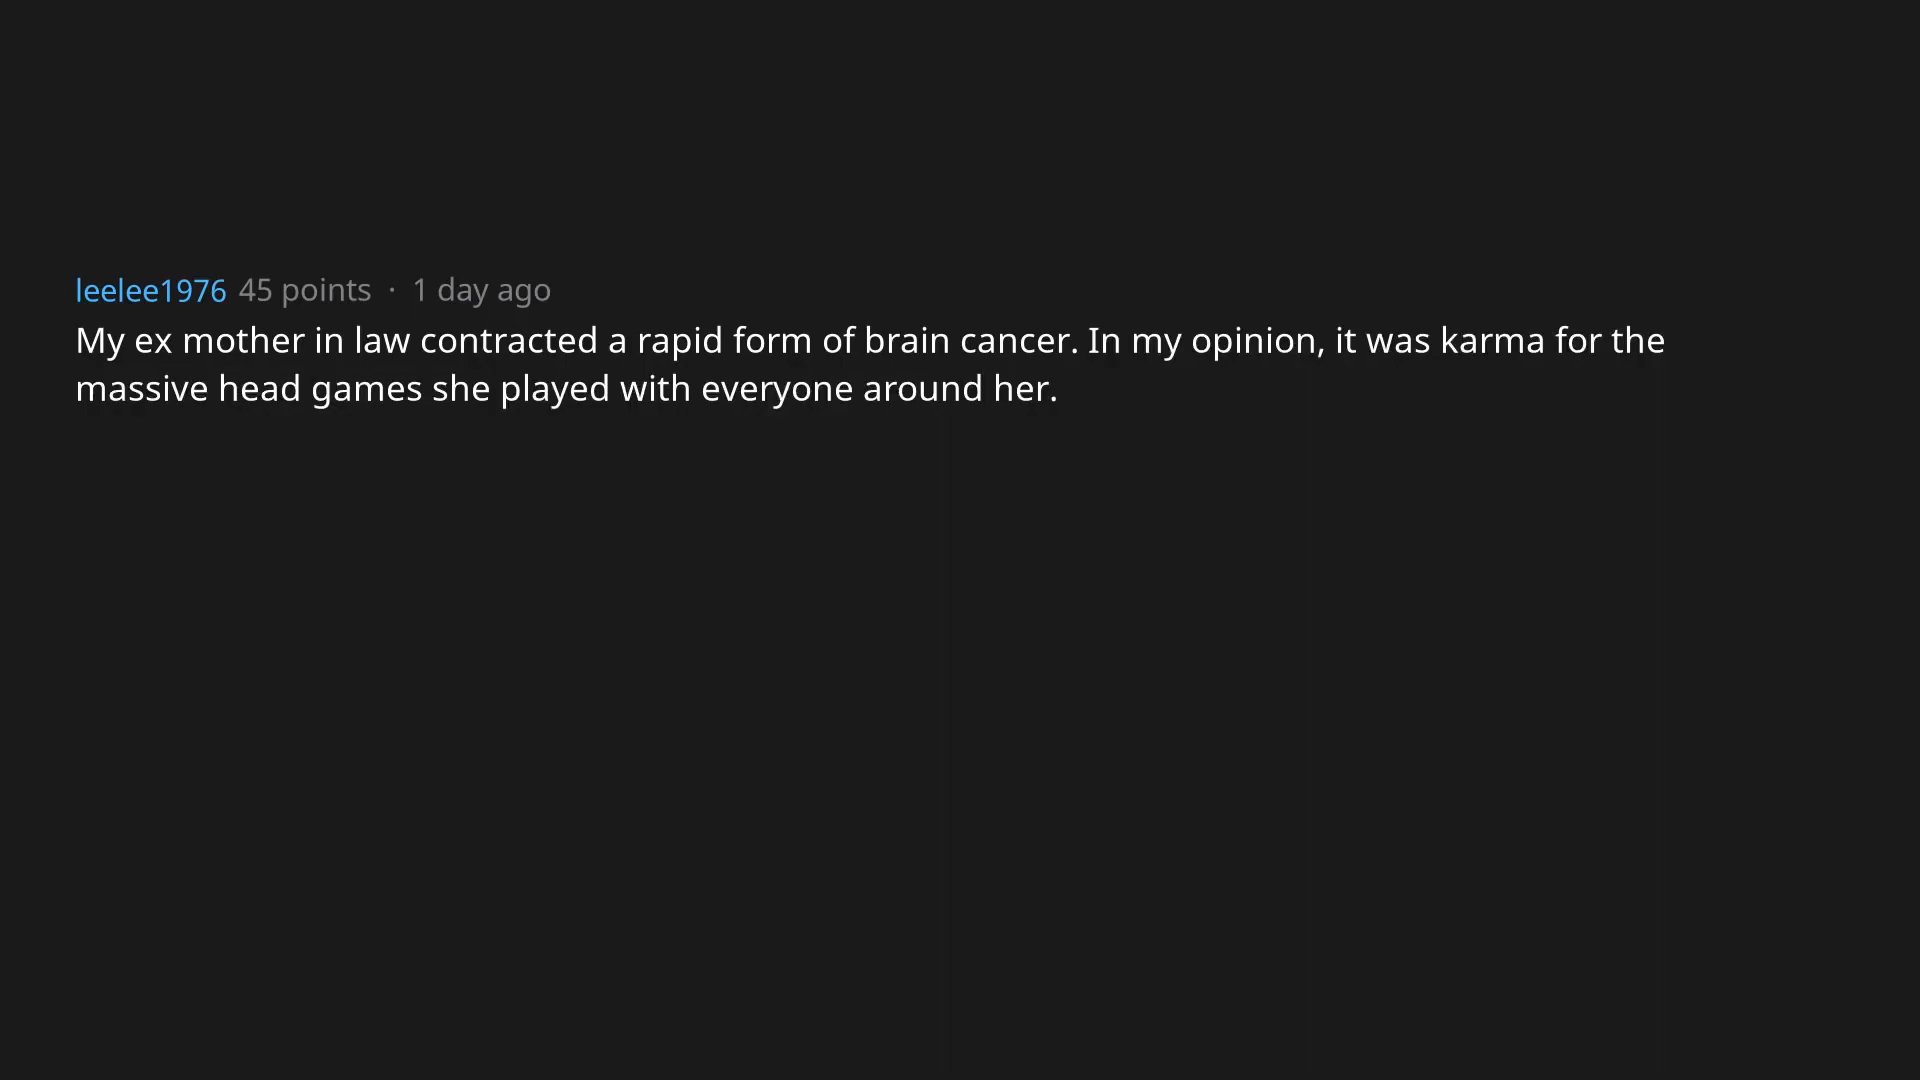 leelee1976 45 points · 1 day ago
My ex mother in law contracted a rapid form of brain cancer. In my opinion, it was karma for the
massive head games she played with everyone around her.